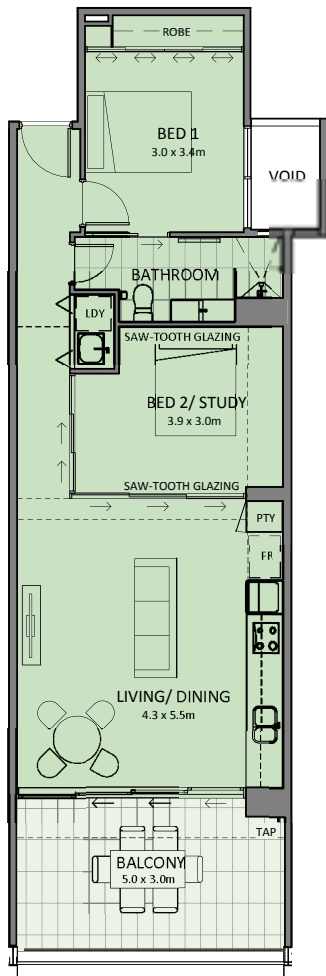 ROBE
BED 1
3.0 x 3.4m
VOID
BATHROOM
LDY
SAW-TOOTH GLAZING
BED 2/ STUDY
3.9 x 3.0m
SAW-TOOTH GLAZING
PTY
FR
LIVING/ DINING
4.3 x 5.5m
TAP
BALCONY
5.0 x 3.0m